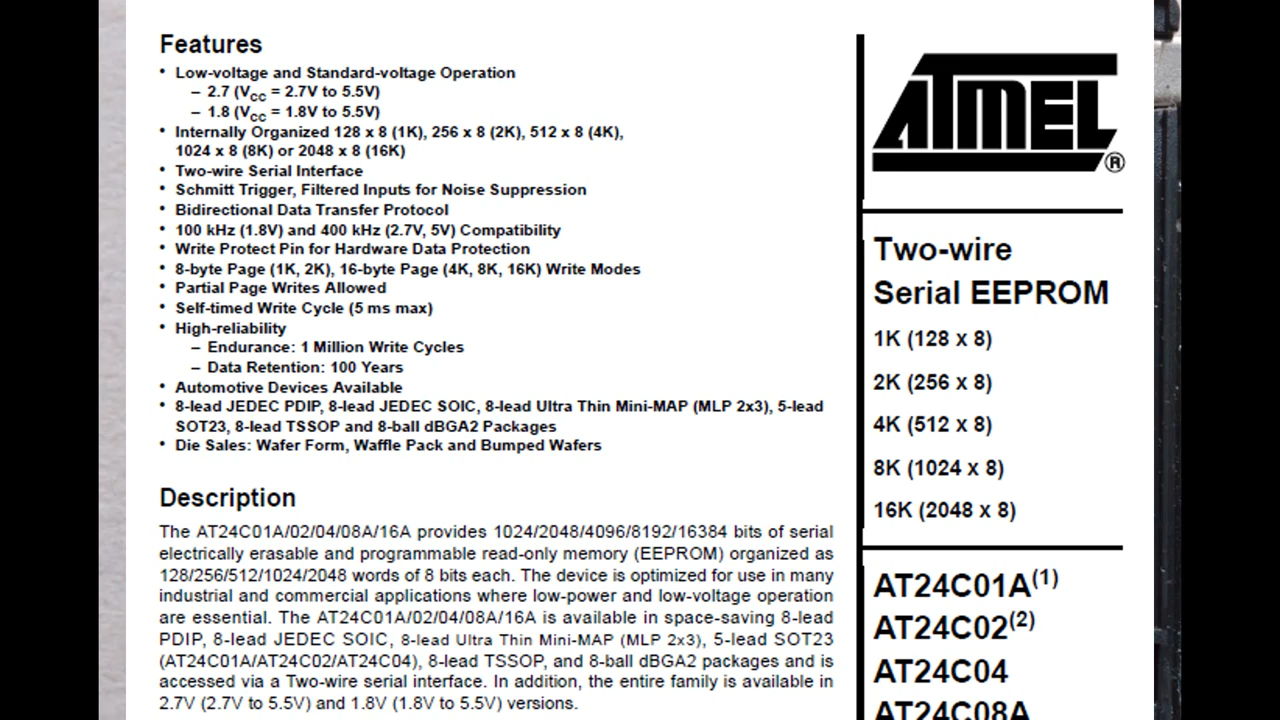 Features
• Low-voltage and Standard-voltage Operation
– 2.7 (VCC = 2.7V to 5.5V)
– 1.8 (VCC = 1.8V to 5.5V)
• Internally Organized 128 x 8 (1K), 256 x 8 (2K), 512 x 8 (4K),
1024 x 8 (8K) or 2048 x 8 (16K)
• Two-wire Serial Interface
• Schmitt Trigger, Filtered Inputs for Noise Suppression
• Bidirectional Data Transfer Protocol
• 100 kHz (1.8V) and 400 kHz (2.7V, 5V) Compatibility
• Write Protect Pin for Hardware Data Protection
• 8-byte Page (1K, 2K), 16-byte Page (4K, 8K, 16K) Write Modes
• Partial Page Writes Allowed
• Self-timed Write Cycle (5 ms max)
• High-reliability
– Endurance: 1 Million Write Cycles
– Data Retention: 100 Years
• Automotive Devices Available
• 8-lead JEDEC PDIP, 8-lead JEDEC SOIC, 8-lead Ultra Thin Mini-MAP (MLP 2x3), 5-lead
SOT23, 8-lead TSSOP and 8-ball dBGA2 Packages
• Die Sales: Wafer Form, Waffle Pack and Bumped Wafers
Description
The AT24C01A/02/04/08A/16A provides 1024/2048/4096/8192/16384 bits of serial
electrically erasable and programmable read-only memory (EEPROM) organized as
128/256/512/1024/2048 words of 8 bits each. The device is optimized for use in many
industrial and commercial applications where low-power and low-voltage operation
are essential. The AT24C01A/02/04/08A/16A is available in space-saving 8-lead
PDIP, 8-lead JEDEC SOIC, 8-lead Ultra Thin Mini-MAP (MLP 2x3), 5-lead SOT23
(AT24C01A/AT24C02/AT24C04), 8-lead TSSOP, and 8-ball dBGA2 packages and is
accessed via a Two-wire serial interface. In addition, the entire family is available in
2.7V (2.7V to 5.5V) and 1.8V (1.8V to 5.5V) versions.
ATMEL®
Two-wire
Serial EEPROM
1K (128 x 8)
2K (256 x 8)
4K (512 x 8)
8K (1024 x 8)
16K (2048 x 8)
AT24C01A(1)
AT24C02(2)
AT24C04
AT24C08A